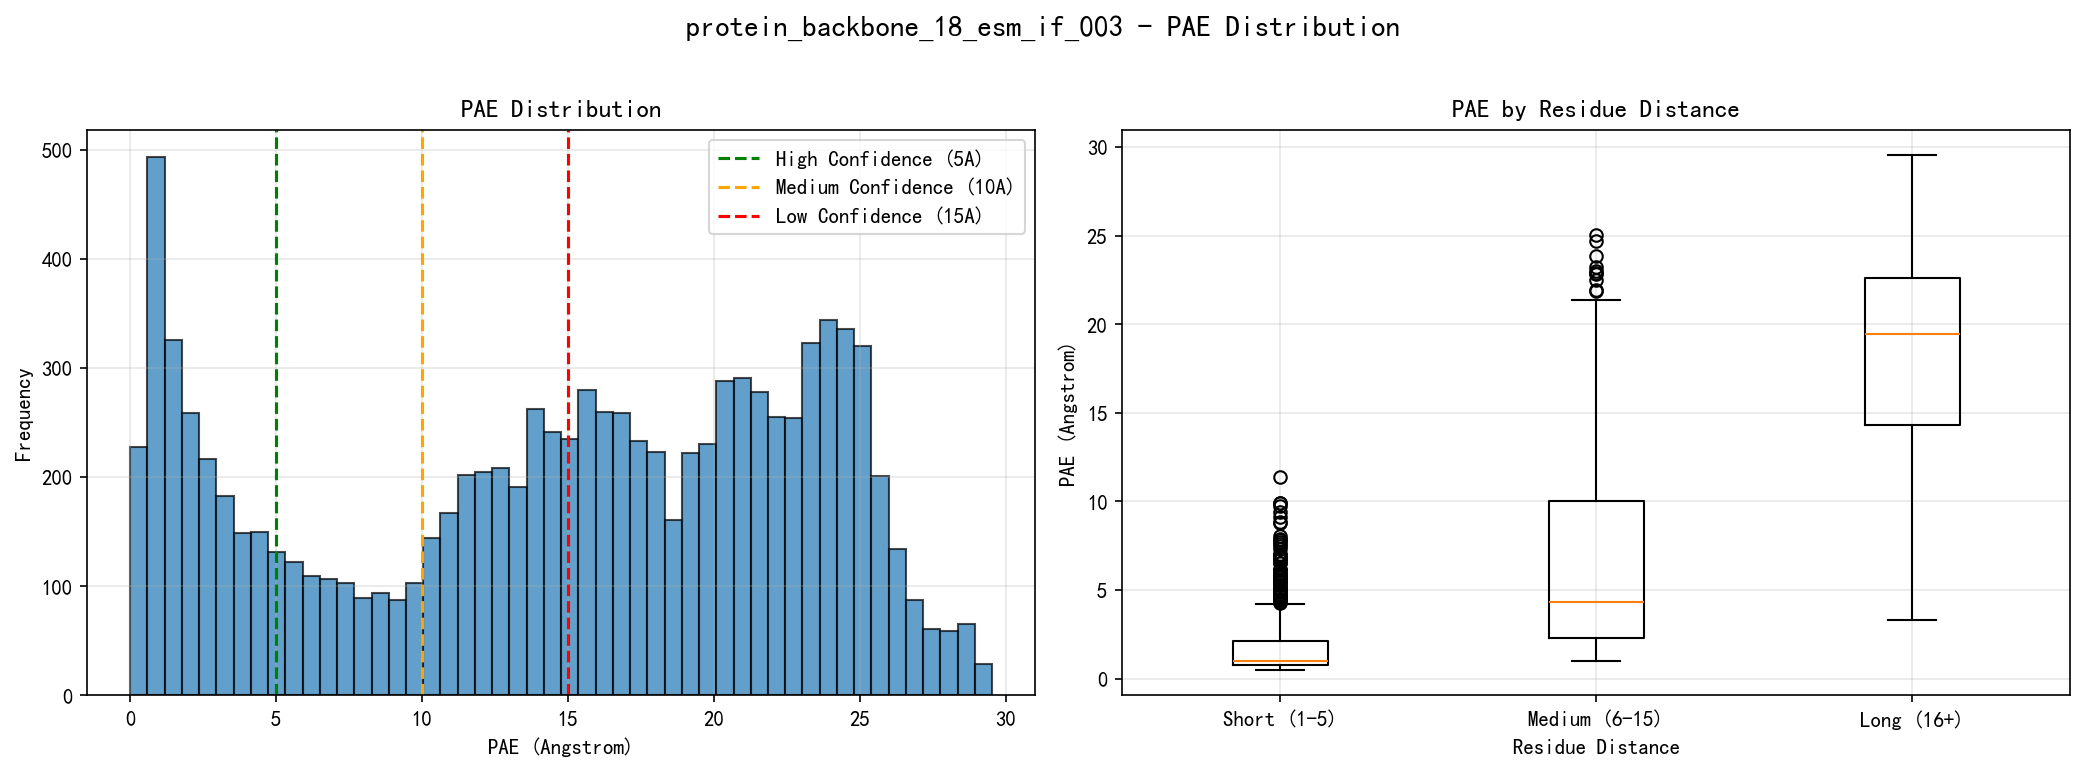 protein_backbone_18_esm_if_003 - PAE Distribution
PAE Distribution
500
400
300
200
100
0
Frequency
0 5 10 15 20 25 30
PAE (Angstrom)
High Confidence (5A)
Medium Confidence (10A)
Low Confidence (15A)
PAE by Residue Distance
30
25
20
15
10
5
0
PAE (Angstrom)
Short (1-5) Medium (6-15) Long (16+)
Residue Distance